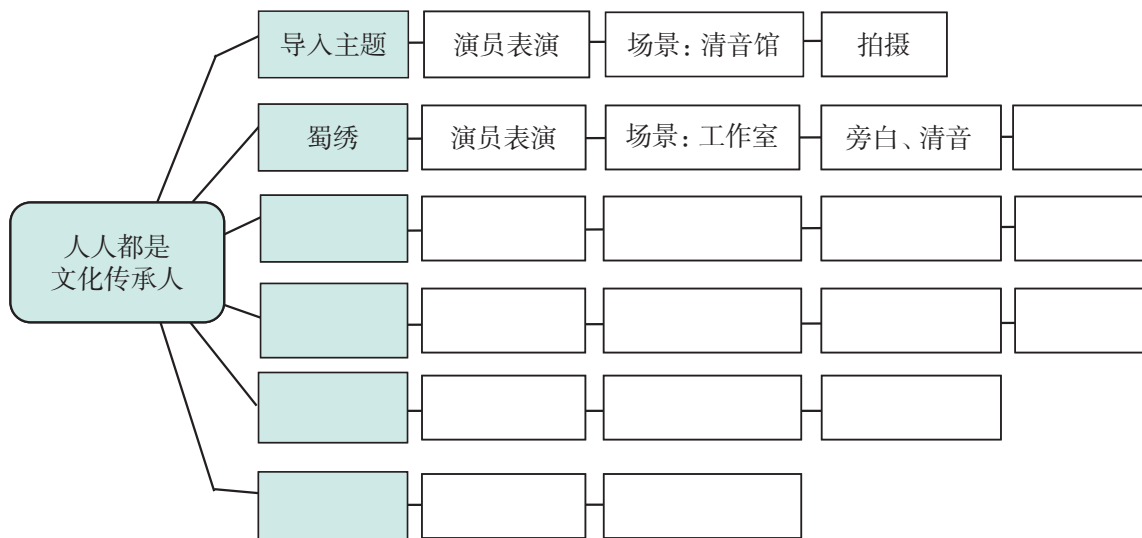 导入主题
演员表演
场景：清音馆
拍摄
蜀绣
演员表演
场景：工作室
旁白、清音
人人都是
文化传承人